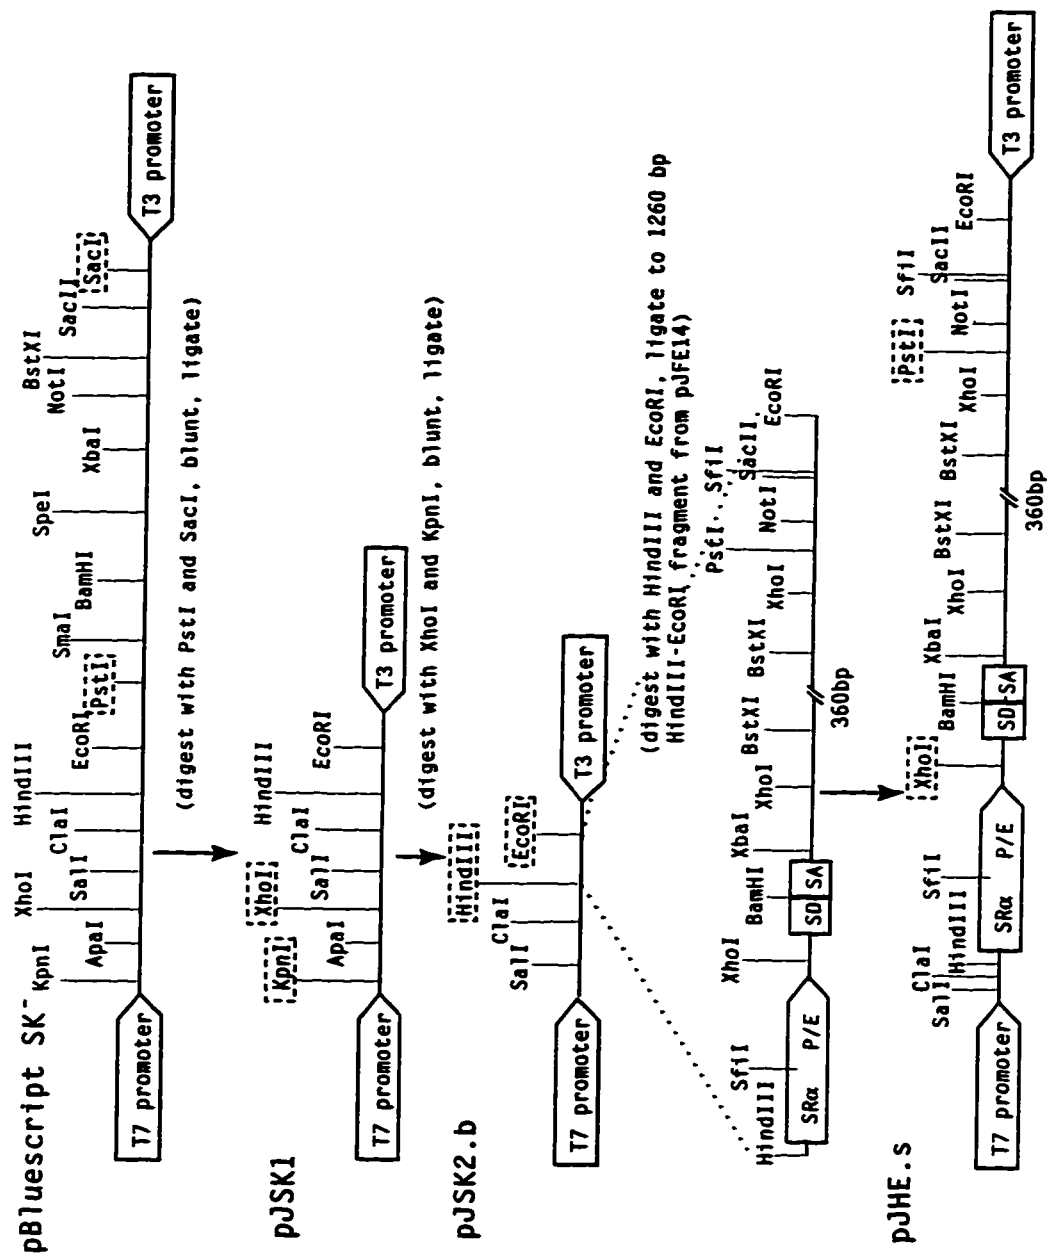 pBluescript SK-
T7 promoter
KpnI
ApaI
XhoI
SalI
ClaI
HindIII
EcoRI
PstI
SmaI
BamHI
SpeI
XbaI
NotI
BstXI
SacII
SacI
T3 promoter
(digest with PstI and SacI, blunt, ligate)
pJSK1
T7 promoter
KpnI
ApaI
XhoI
SalI
ClaI
HindIII
EcoRI
T3 promoter
(digest with XhoI and KpnI, blunt, ligate)
pJSK2.b
T7 promoter
SalI
ClaI
HindIII
EcoRI
T3 promoter
(digest with HindIII and EcoRI, ligate to 1260 bp
HindIII-EcoRI fragment from pJFE14)
HindIII
SfiI
SRα P/E
XhoI
BamHI
SD SA
XbaI
XhoI
BstXI
360bp
BstXI
XhoI
PstI
NotI
SfiI
SacII
EcoRI
pJHE.s
T7 promoter
SalI
ClaI
HindIII
SfiI
SRα P/E
XhoI
BamHI
SD SA
XbaI
XhoI
BstXI
360bp
BstXI
XhoI
PstI
NotI
SfiI
SacII
EcoRI
T3 promoter